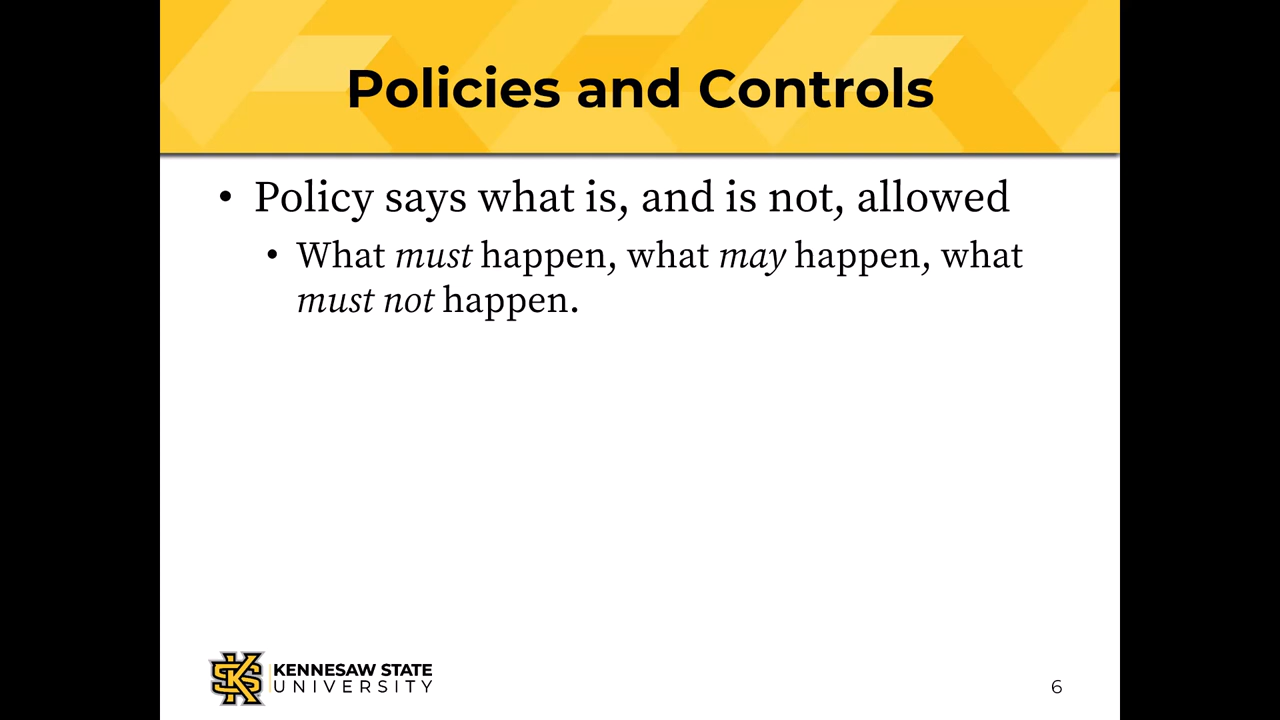 Policies and Controls
• Policy says what is, and is not, allowed
• What must happen, what may happen, what
must not happen.
KENNESAW STATE
UNIVERSITY
6